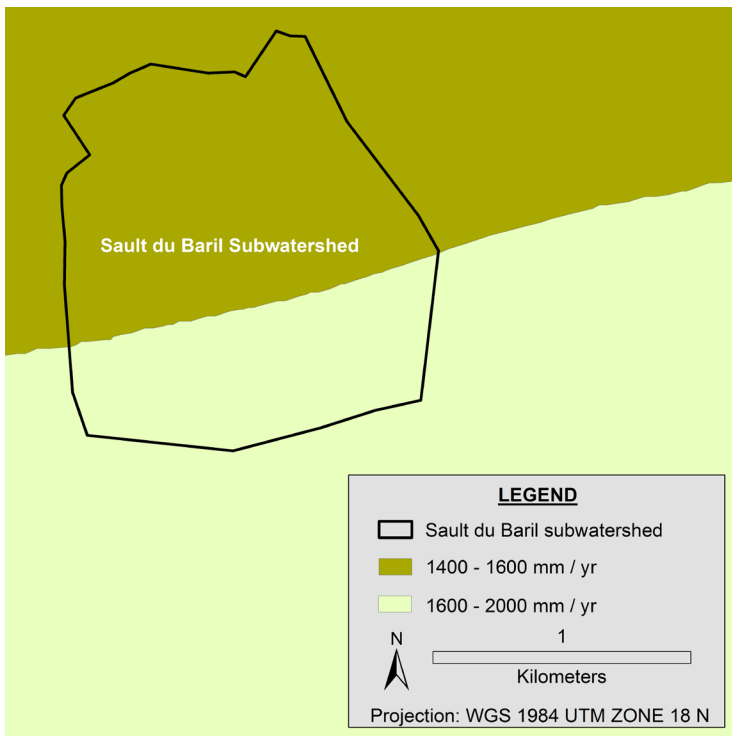 Sault du Baril Subwatershed
LEGEND
Sault du Baril subwatershed
1400 - 1600 mm / yr
1600 - 2000 mm / yr
N
1
Kilometers
Projection: WGS 1984 UTM ZONE 18 N